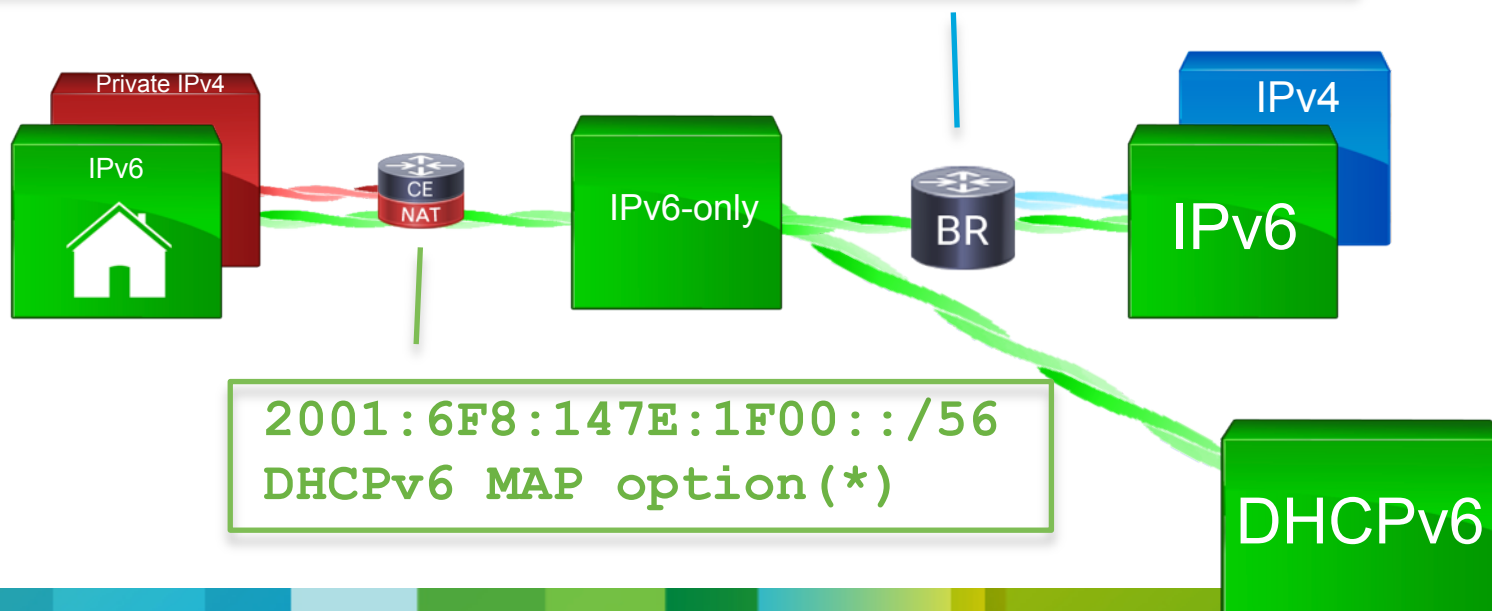 Private IPv4
IPv6
CE
NAT
IPv6-only
BR
IPv4
IPv6
2001:6F8:147E:1F00::/56
DHCPv6 MAP option(*)
DHCPv6